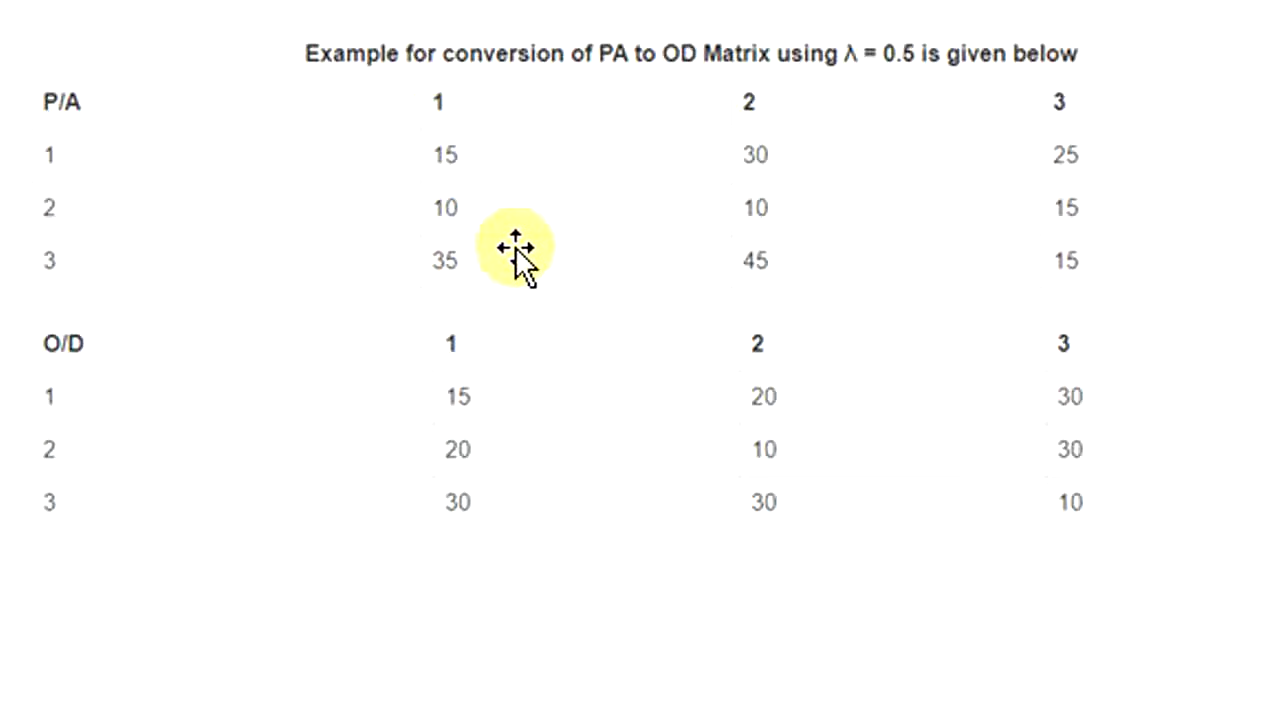 Example for conversion of PA to OD Matrix using λ = 0.5 is given below
P/A 1 2 3
1 15 30 25
2 10 10 15
3 35 45 15
O/D 1 2 3
1 15 20 30
2 20 10 30
3 30 30 10